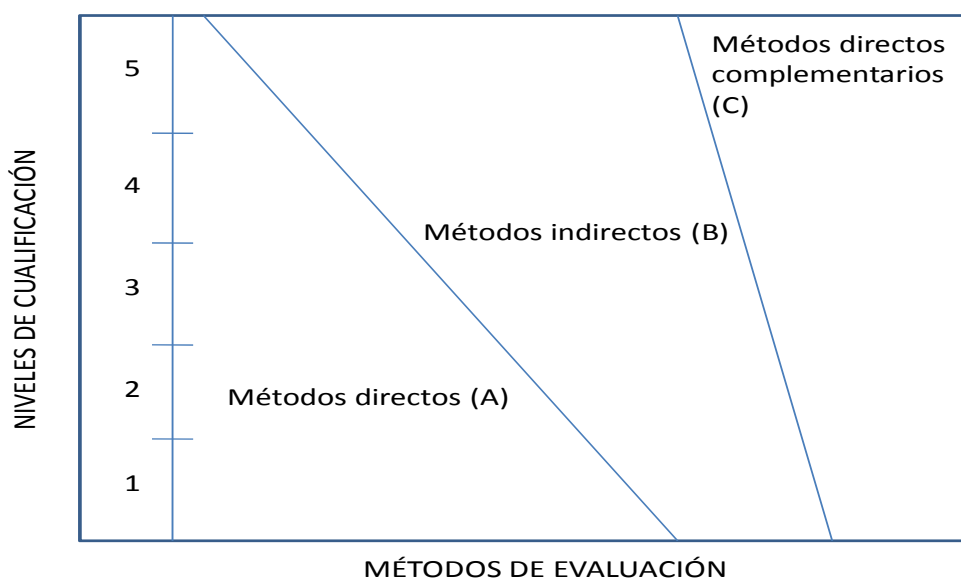 NIVELES DE CUALIFICACIÓN
5
4
3
2
1
Métodos directos
complementarios
(C)
Métodos indirectos (B)
Métodos directos (A)
MÉTODOS DE EVALUACIÓN